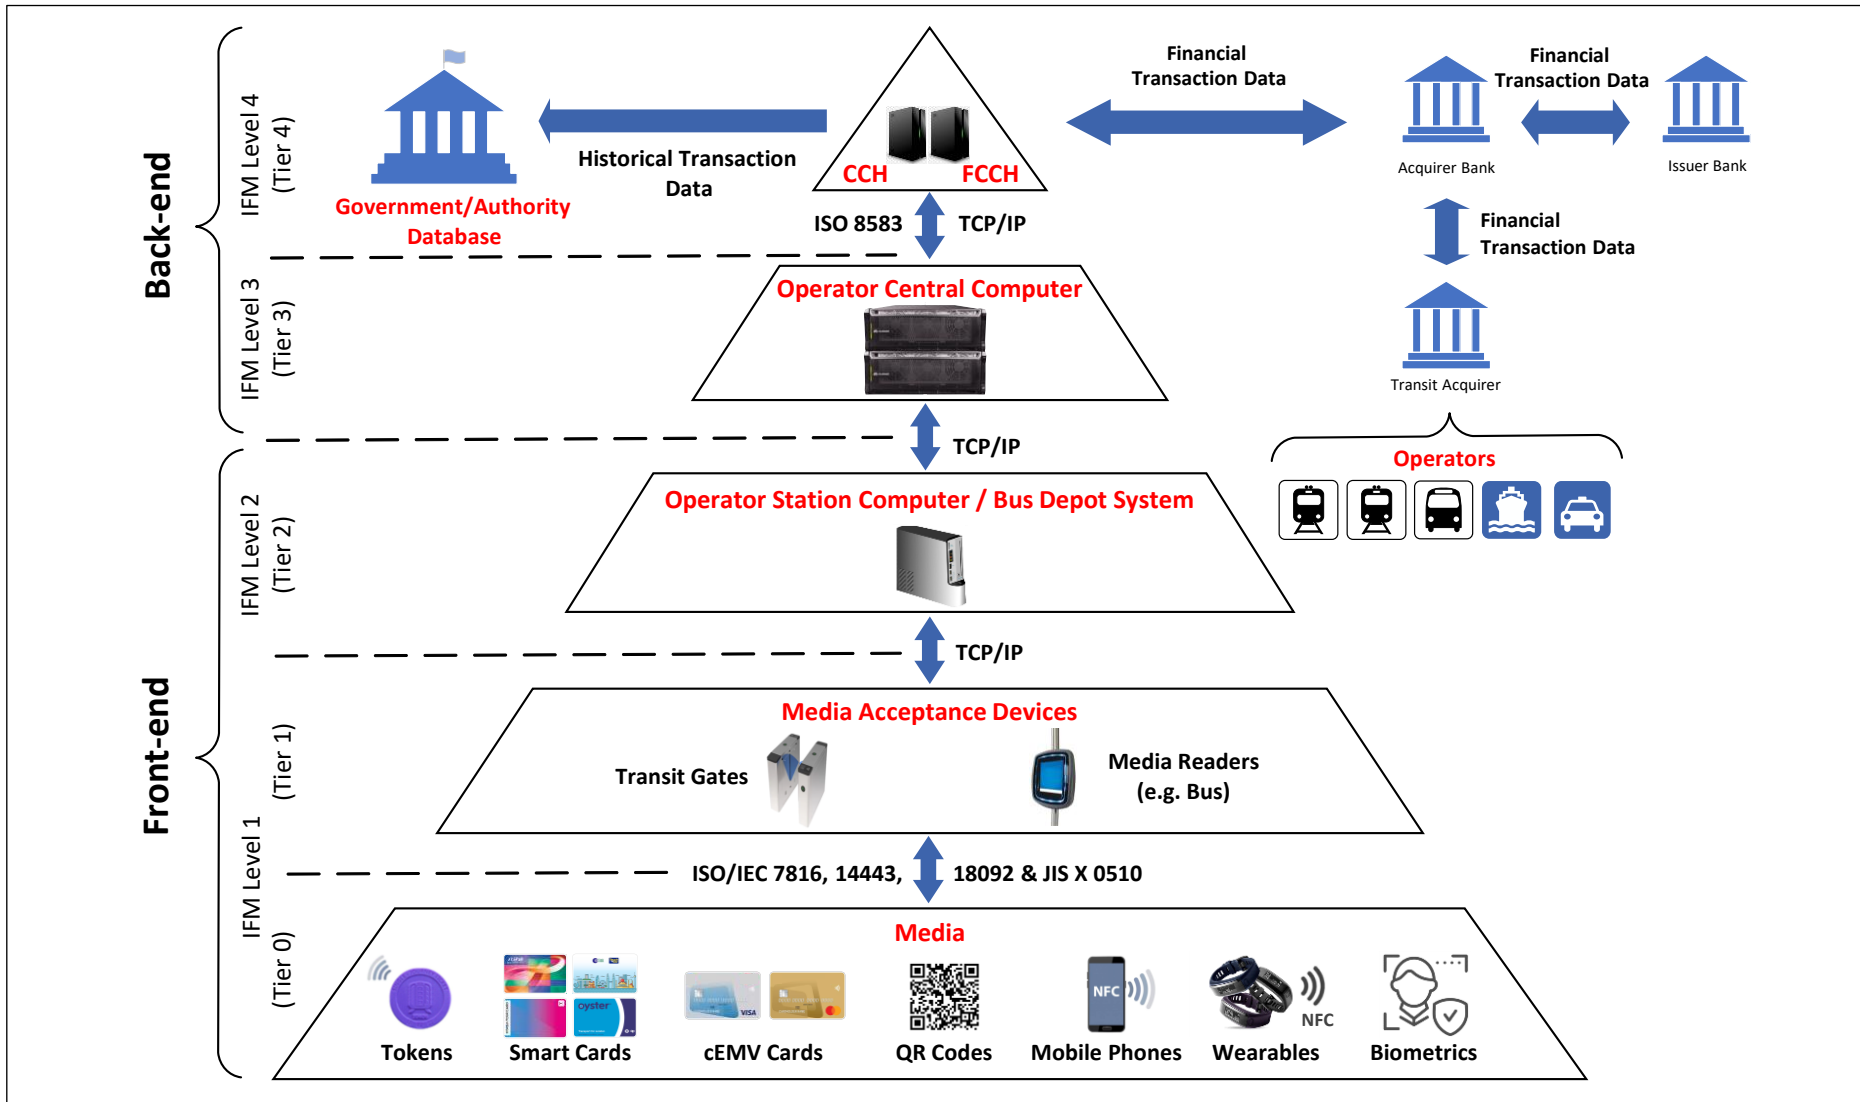 Back-end
IFM Level 4
(Tier 4)
Government/Authority
Database
Historical Transaction
Data
CCH
FCCH
Financial
Transaction Data
Acquirer Bank
Financial
Transaction Data
Issuer Bank
ISO 8583
TCP/IP
Financial
Transaction Data
IFM Level 3
(Tier 3)
Operator Central Computer
Transit Acquirer
TCP/IP
Operators
Front-end
IFM Level 2
(Tier 2)
Operator Station Computer / Bus Depot System
TCP/IP
IFM Level 1
(Tier 1)
Media Acceptance Devices
Transit Gates
Media Readers
(e.g. Bus)
ISO/IEC 7816, 14443,
18092 & JIS X 0510
(Tier 0)
Media
oyster
VISA
NFC
NFC
Tokens
Smart Cards
cEMV Cards
QR Codes
Mobile Phones
Wearables
Biometrics